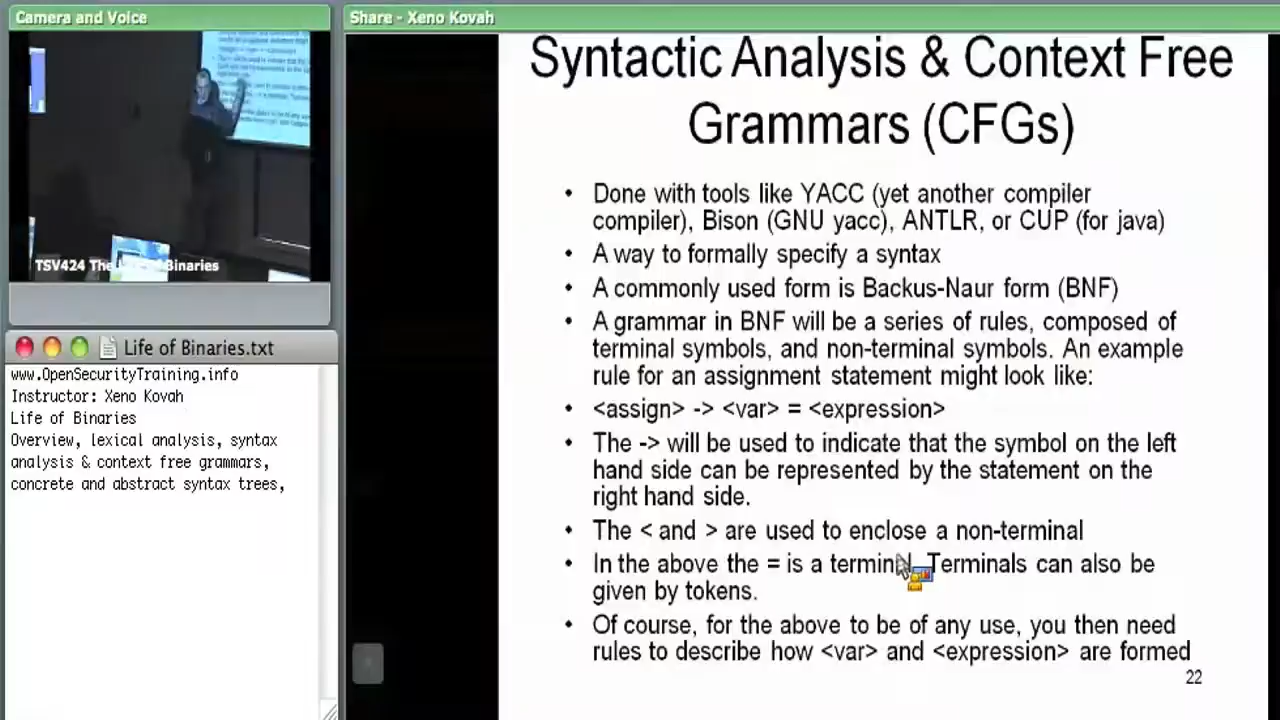 Camera and Voice
TSV424 The Binaries
Life of Binaries.txt
www.OpenSecurityTraining.info
Instructor: Xeno Kovah
Life of Binaries
Overview, lexical analysis, syntax
analysis & context free grammars,
concrete and abstract syntax trees,
Share - Xeno Kovah
Syntactic Analysis & Context Free
Grammars (CFGs)
• Done with tools like YACC (yet another compiler
compiler), Bison (GNU yacc), ANTLR, or CUP (for java)
• A way to formally specify a syntax
• A commonly used form is Backus-Naur form (BNF)
• A grammar in BNF will be a series of rules, composed of
terminal symbols, and non-terminal symbols. An example
rule for an assignment statement might look like:
• <assign> -> <var> = <expression>
• The -> will be used to indicate that the symbol on the left
hand side can be represented by the statement on the
right hand side.
• The < and > are used to enclose a non-terminal
• In the above the = is a terminal. Terminals can also be
given by tokens.
• Of course, for the above to be of any use, you then need
rules to describe how <var> and <expression> are formed
22